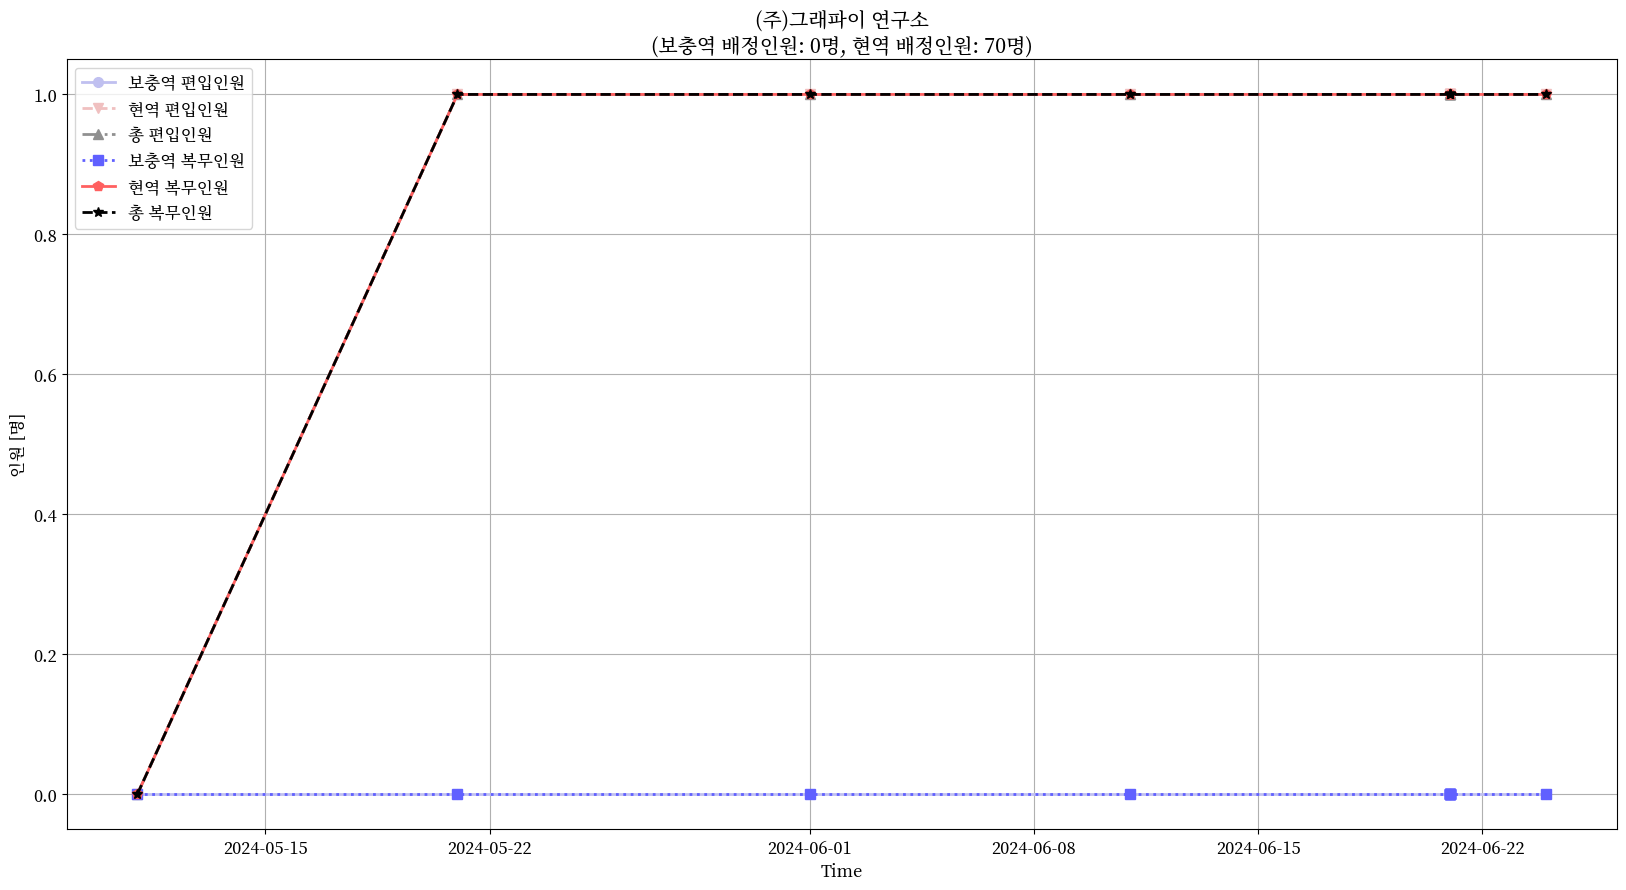 (주)그래파이 연구소
(보충역 배정인원: 0명, 현역 배정인원: 70명)
보충역 편입인원
현역 편입인원
총 편입인원
보충역 복무인원
현역 복무인원
총 복무인원
인원 [명]
1.0
0.8
0.6
0.4
0.2
0.0
2024-05-15
2024-05-22
2024-06-01
2024-06-08
2024-06-15
2024-06-22
Time